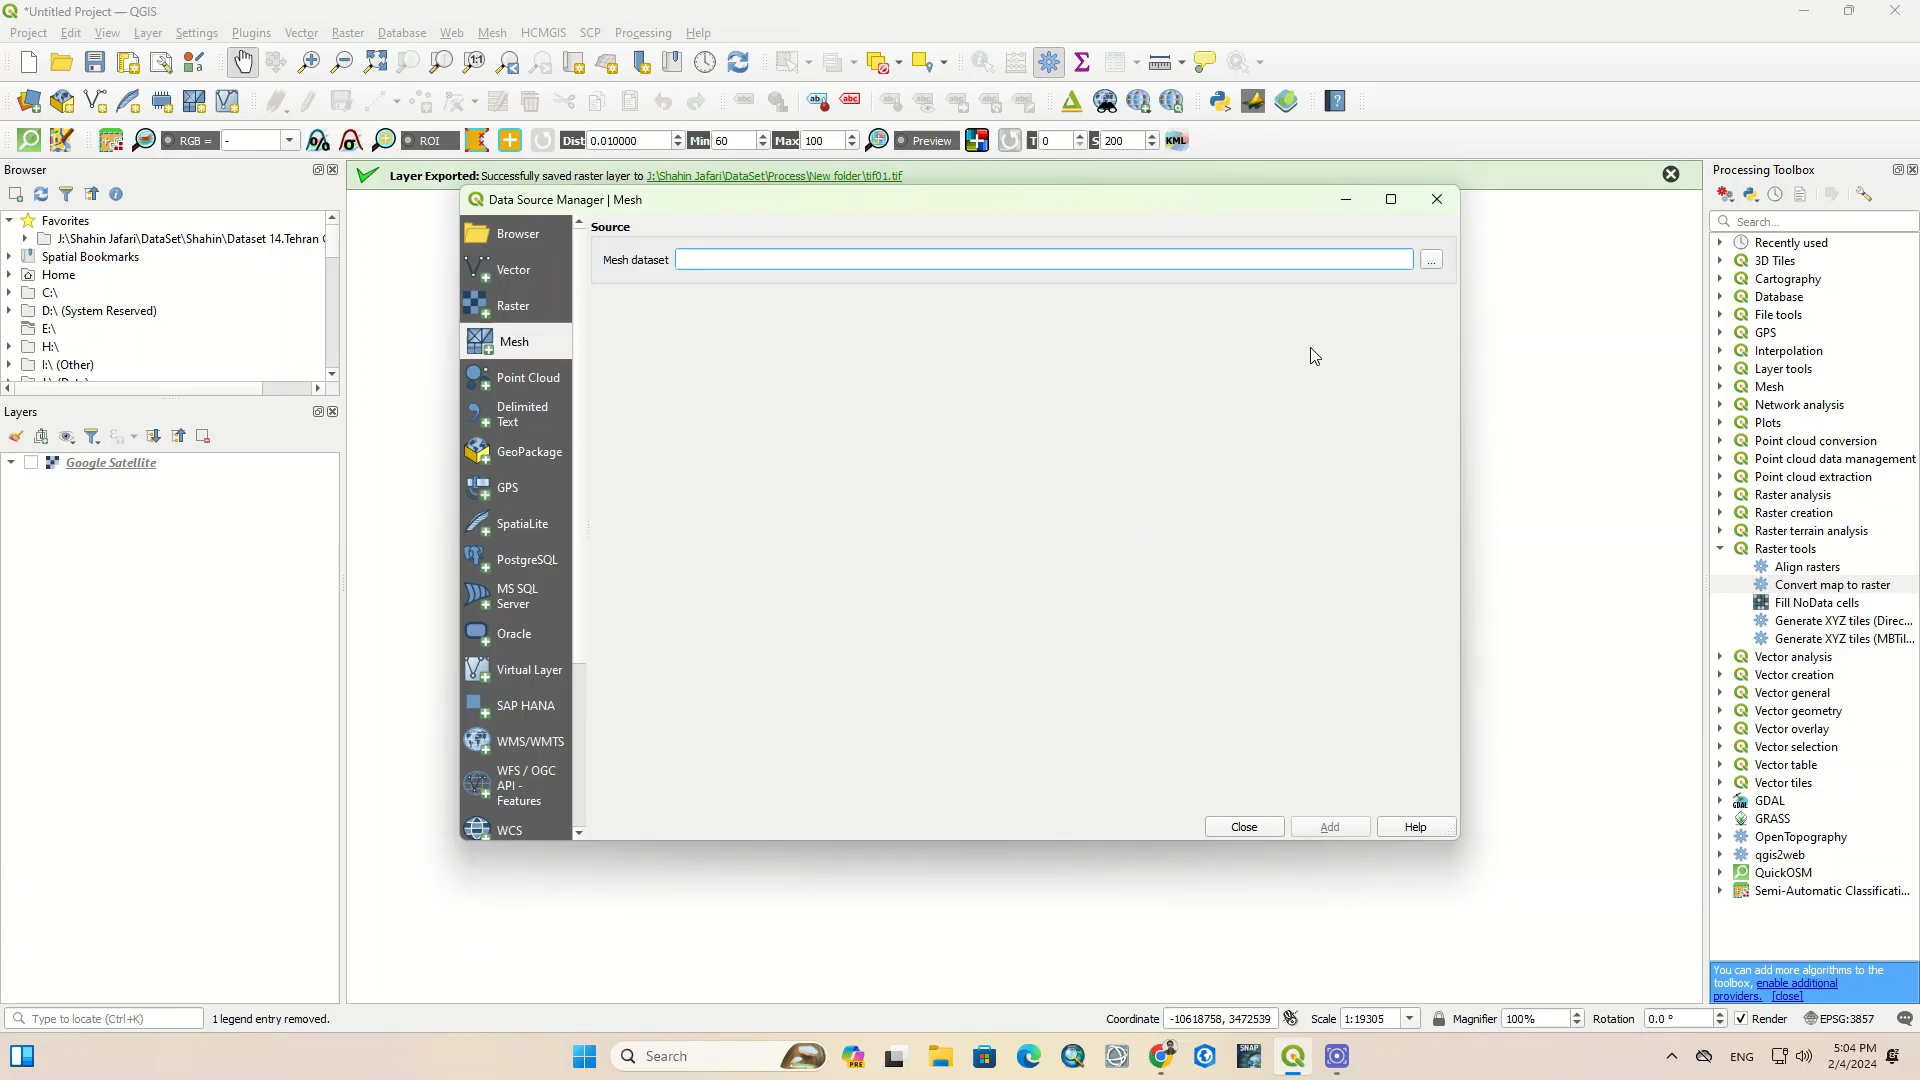 *Untitled Project — QGIS
Project Edit View Layer Settings Plugins Vector Raster Database Web Mesh HCMGIS SCP Processing Help
RGB = - ROI Dist 0.010000 Min 60 Max 100 Preview T 0 S 200 KML
Browser
Favorites
J:\Shahin Jafari\DataSet\Shahin\Dataset 14.Tehran
Spatial Bookmarks
Home
C:\
D:\ (System Reserved)
E:\
H:\
I:\ (Other)
Layers
Google Satellite
Layer Exported: Successfully saved raster layer to J:\Shahin Jafari\DataSet\Process\New folder\tif01.tif
Data Source Manager | Mesh
Browser
Vector
Raster
Mesh
Point Cloud
Delimited
Text
GeoPackage
GPS
SpatiaLite
PostgreSQL
MS SQL
Server
Oracle
Virtual Layer
SAP HANA
WMS/WMTS
WFS / OGC
API -
Features
WCS
Source
Mesh dataset
...
Close Add Help
Processing Toolbox
Search...
Recently used
3D Tiles
Cartography
Database
File tools
GPS
Interpolation
Layer tools
Mesh
Network analysis
Plots
Point cloud conversion
Point cloud data management
Point cloud extraction
Raster analysis
Raster creation
Raster terrain analysis
Raster tools
Align rasters
Convert map to raster
Fill NoData cells
Generate XYZ tiles (Direc...
Generate XYZ tiles (MBTil...
Vector analysis
Vector creation
Vector general
Vector geometry
Vector overlay
Vector selection
Vector table
Vector tiles
GDAL
GRASS
OpenTopography
qgis2web
QuickOSM
Semi-Automatic Classificati...
You can add more algorithms to the
toolbox, enable additional
providers. [close]
Type to locate (Ctrl+K) 1 legend entry removed. Coordinate -10618758, 3472539 Scale 1:19305 Magnifier 100% Rotation 0.0 ° Render EPSG:3857
Search PRE SNAP ENG 5:04 PM
2/4/2024